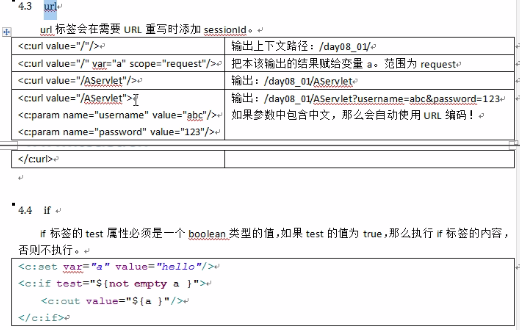 4.3 url
url 标签会在需要 URL 重写时添加 sessionId。
<c:url value="/"/> 输出上下文路径：/day08_01/
<c:url value="/" var="a" scope="request"/> 把本该输出的结果赋给变量 a。范围为 request
<c:url value="/AServlet"/> 输出：/day08_01/AServlet
<c:url value="/AServlet"> 输出：/day08_01/AServlet?username=abc&password=123
<c:param name="username" value="abc"/> 如果参数中包含中文，那么会自动使用 URL 编码！
<c:param name="password" value="123"/>
</c:url>
4.4 if
if 标签的 test 属性必须是一个 boolean 类型的值，如果 test 的值为 true，那么执行 if 标签的内容，
否则不执行。
<c:set var="a" value="hello"/>
<c:if test="${not empty a }">
<c:out value="${a }"/>
</c:if>